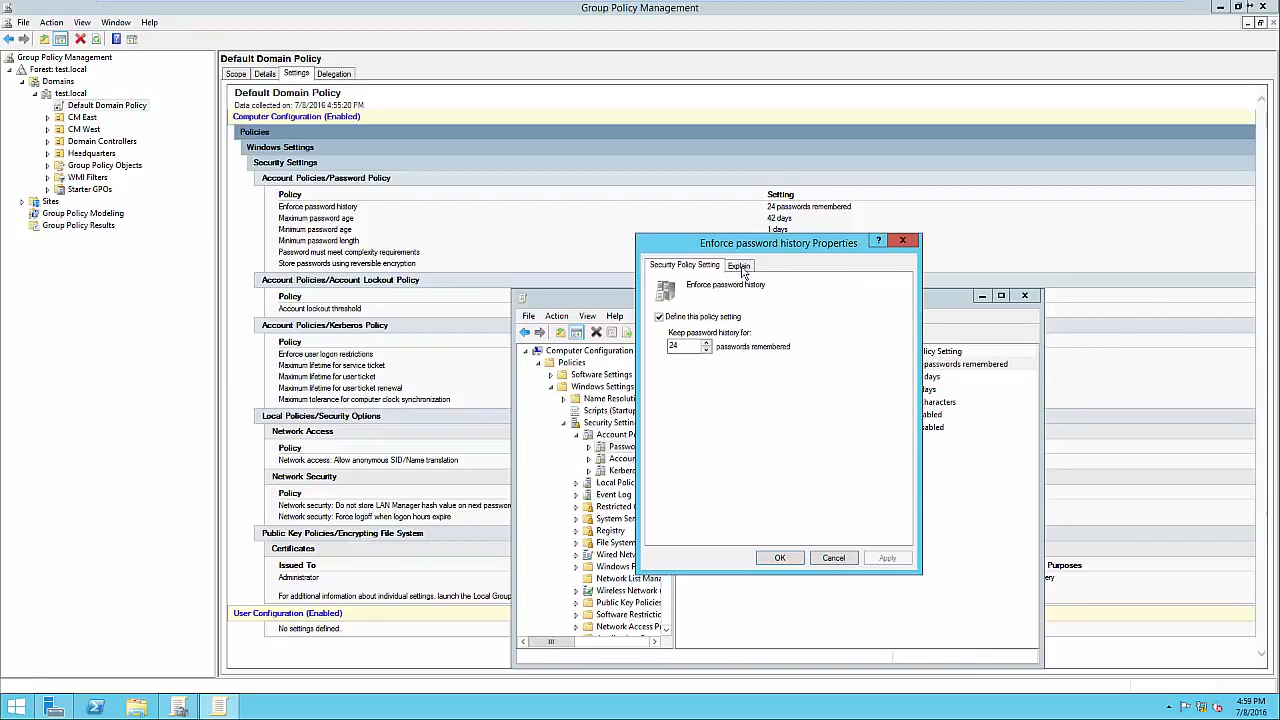 Group Policy Management
File Action View Window Help
Group Policy Management
Forest: test.local
Domains
test.local
Default Domain Policy
CM East
CM West
Domain Controllers
Headquarters
Group Policy Objects
WMI Filters
Starter GPOs
Sites
Group Policy Modeling
Group Policy Results
Default Domain Policy
Scope Details Settings Delegation
Default Domain Policy
Data collected on: 7/8/2016 4:55:20 PM
Computer Configuration (Enabled)
Policies
Windows Settings
Security Settings
Account Policies/Password Policy
Policy Setting
Enforce password history 24 passwords remembered
Maximum password age 42 days
Minimum password age 1 days
Minimum password length
Password must meet complexity requirements
Store passwords using reversible encryption
Account Policies/Account Lockout Policy
Policy
Account lockout threshold
Account Policies/Kerberos Policy
Policy
Enforce user logon restrictions
Maximum lifetime for service ticket
Maximum lifetime for user ticket
Maximum lifetime for user ticket renewal
Maximum tolerance for computer clock synchronization
Local Policies/Security Options
Network Access
Policy
Network access: Allow anonymous SID/Name translation
Network Security
Policy
Network security: Do not store LAN Manager hash value on next password
Network security: Force logoff when logon hours expire
Public Key Policies/Encrypting File System
Certificates
Issued To Purposes
Administrator ery
For additional information about individual settings, launch the Local Group
User Configuration (Enabled)
No settings defined.
File Action View Help
Computer Configuration
Policies
Software Settings
Windows Settings
Name Resoluti
Scripts (Startup
Security Settin
Account Po
Passwo
Accou
Kerber
Local Polic
Event Log
Restricted
System Ser
Registry
File System
Wired Netw
Windows F
Network List Mana
Wireless Network (
Public Key Policies
Software Restrictio
Network Access Pr
licy Setting
passwords remembered
days
days
characters
abled
abled
Enforce password history Properties
? X
Security Policy Setting Explain
Enforce password history
Define this policy setting
Keep password history for:
24 passwords remembered
OK Cancel Apply
4:59 PM
7/8/2016